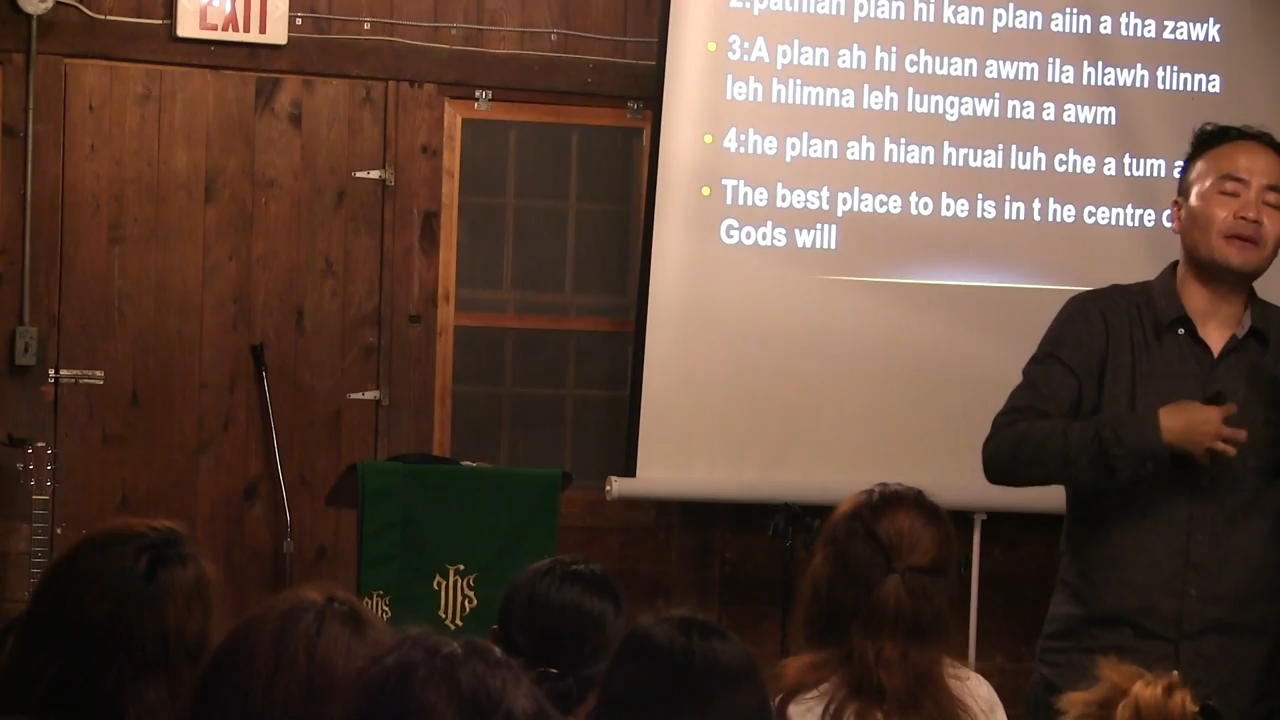 EXIT
2:pathian plan hi kan plan aiin a tha zawk
3:A plan ah hi chuan awm ila hlawh tlinna
leh hlimna leh lungawi na a awm
4:he plan ah hian hruai luh che a tum
The best place to be is in t he centre
Gods will
ihs
ihs